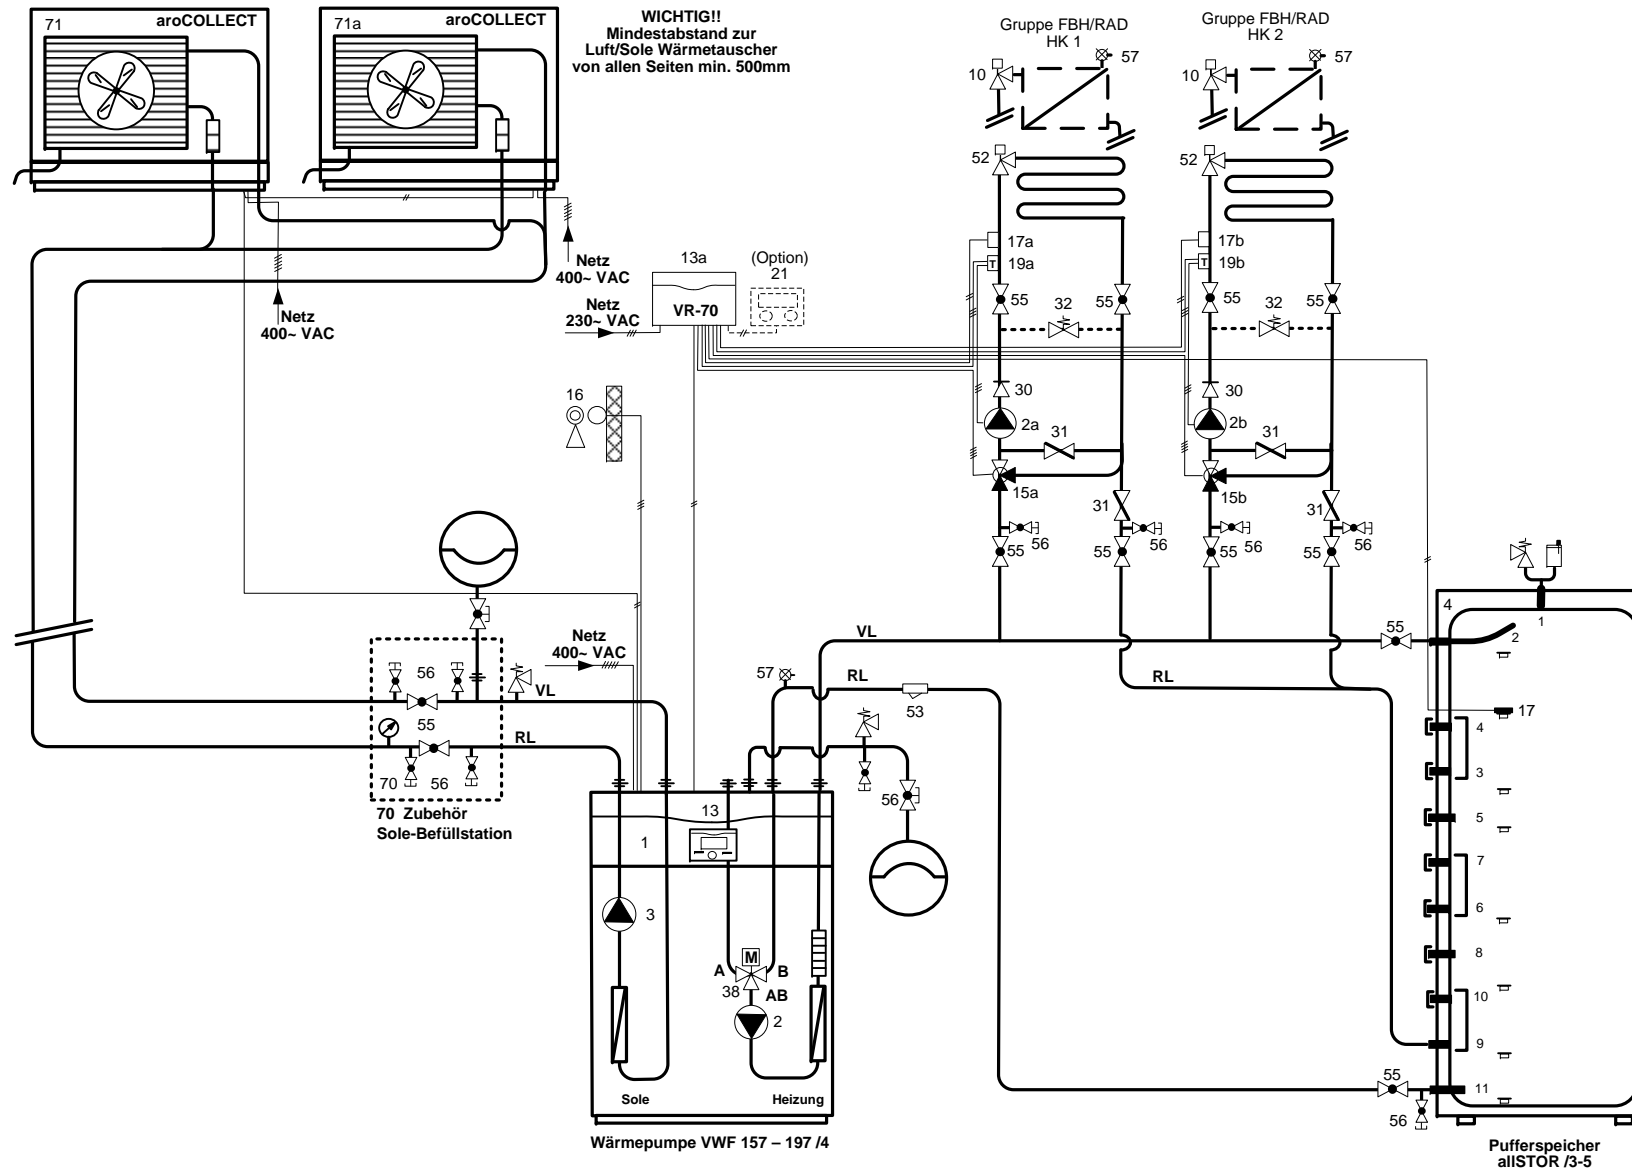 71
aroCOLLECT
71a
aroCOLLECT
WICHTIG!!
Mindestabstand zur
Luft/Sole Wärmetauscher
von allen Seiten min. 500mm
Gruppe FBH/RAD
HK 1
Gruppe FBH/RAD
HK 2
10
57
10
57
52
52
17a
19a
17b
19b
Netz
400~ VAC
Netz
400~ VAC
13a
(Option)
21
Netz
230~ VAC
VR-70
55
32
55
55
32
55
T
T
16
30
30
2a
2b
31
31
15a
15b
31
31
56
56
56
56
55
55
55
55
Netz
400~ VAC
VL
RL
RL
57
53
55
56
VL
55
RL
70
56
70 Zubehör
Sole-Befüllstation
56
13
1
3
M
A
B
38
AB
2
Sole
Heizung
Wärmepumpe VWF 157 – 197 /4
4
1
2
17
4
3
5
7
6
8
10
9
11
55
56
Pufferspeicher
allSTOR /3-5